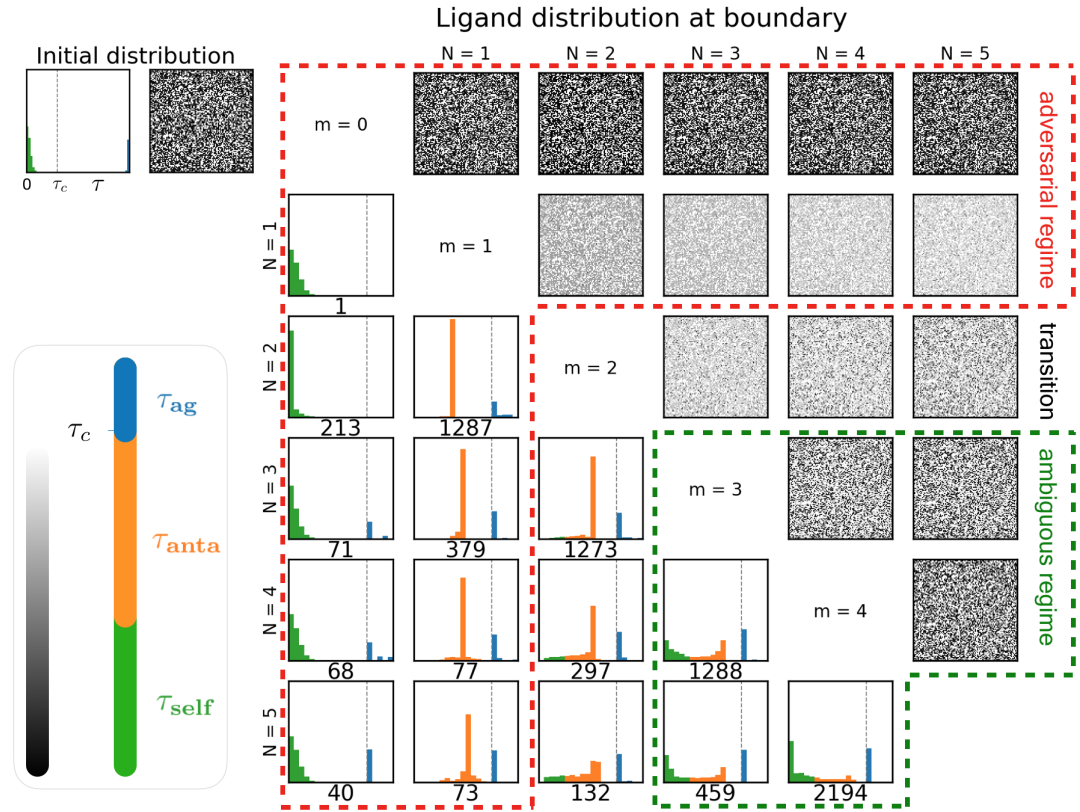 Ligand distribution at boundary
Initial distribution
N = 1
N = 2
N = 3
N = 4
N = 5
0
τc
τ
m = 0
adversarial regime
N = 1
m = 1
1
N = 2
m = 2
transition
213
1287
N = 3
m = 3
ambiguous regime
71
379
1273
N = 4
m = 4
68
77
297
1288
N = 5
40
73
132
459
2194
τag
τc
τanta
τself